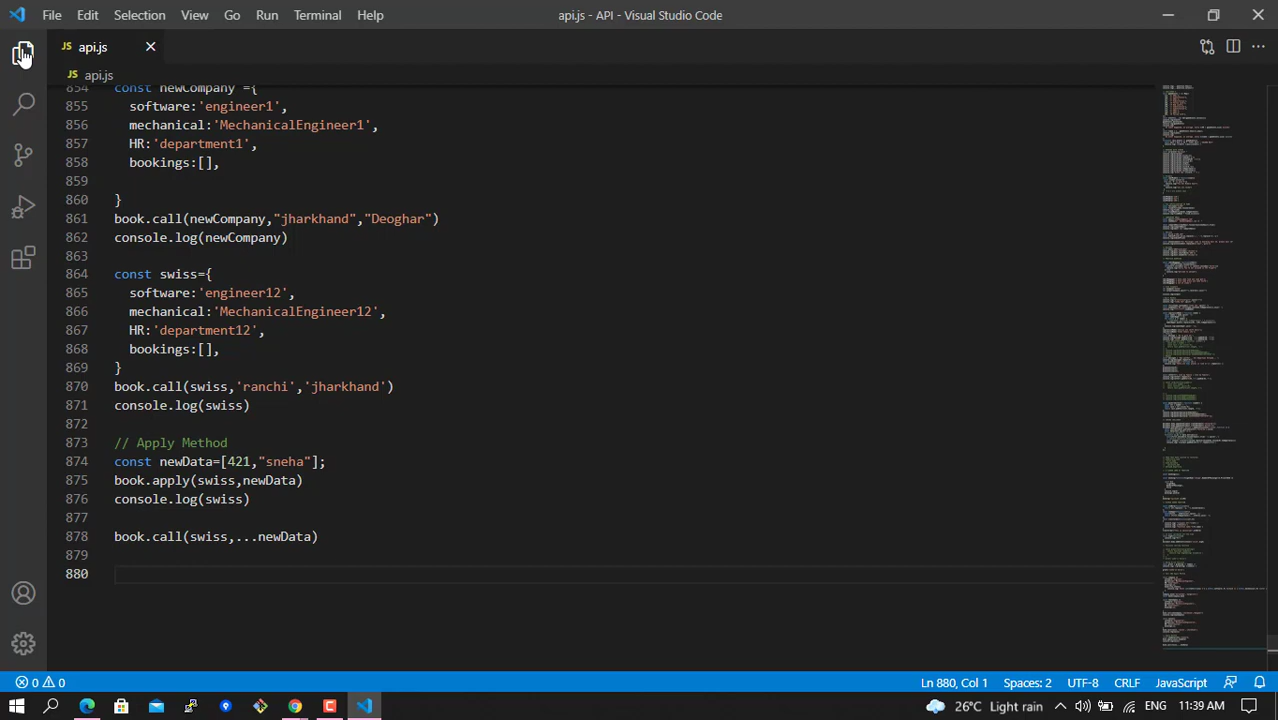 File Edit Selection View Go Run Terminal Help
api.js - API - Visual Studio Code
JS api.js
JS api.js
854 const newCompany ={
855 software:'engineer1',
856 mechanical:'MechanicalEngineer1',
857 HR:'department1',
858 bookings:[],
859
860 }
861 book.call(newCompany,"jharkhand","Deoghar")
862 console.log(newCompany)
863
864 const swiss={
865 software:'engineer12',
866 mechanical:'MechanicalEngineer12',
867 HR:'department12',
868 bookings:[],
869 }
870 book.call(swiss,'ranchi','jharkhand')
871 console.log(swiss)
872
873 // Apply Method
874 const newData=[421,"sneha"];
875 book.apply(swiss,newData)
876 console.log(swiss)
877
878 book.call(swiss,...newData)
879
880
0 0 Ln 880, Col 1 Spaces: 2 UTF-8 CRLF JavaScript
26°C Light rain ENG 11:39 AM